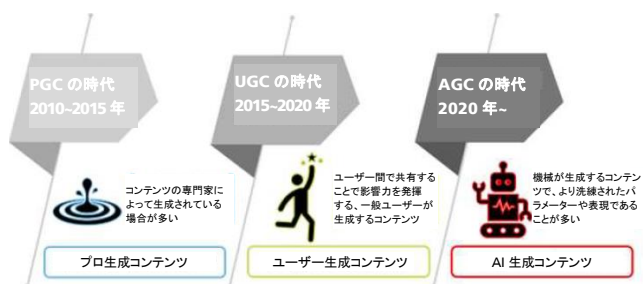 PGC の時代
2010~2015 年
UGC の時代
2015~2020 年
AGC の時代
2020 年~
コンテンツの専門家に
よって生成されている
場合が多い
ユーザー間で共有する
ことで影響力を発揮
する、一般ユーザーが
生成するコンテンツ
機械が生成するコンテン
ツで、より洗練されたパ
ラメーターや表現である
ことが多い
プロ生成コンテンツ
ユーザー生成コンテンツ
AI 生成コンテンツ